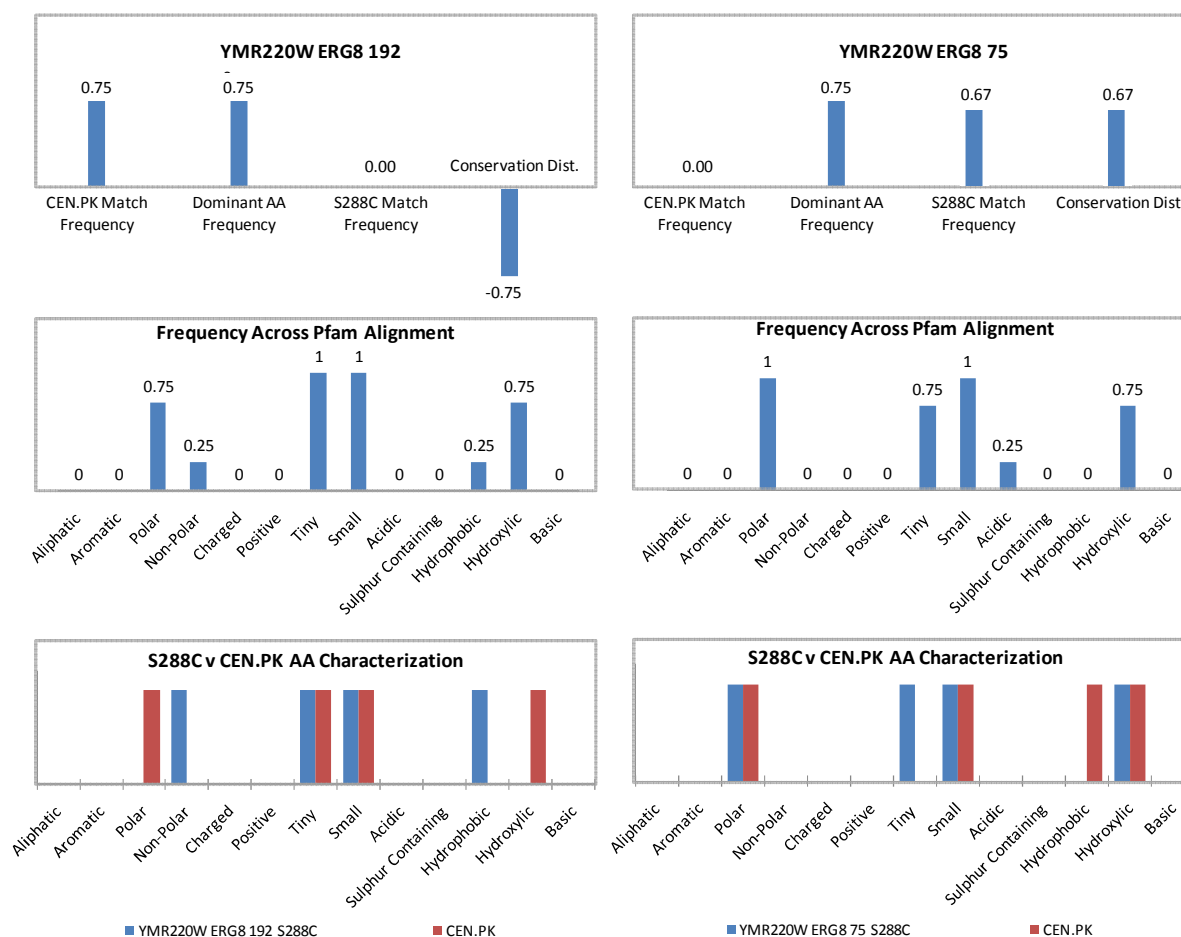 YMR220W ERG8 192
-
0.75
0.75
0.00
Conservation Dist.
CEN.PK Match Frequency
Dominant AA Frequency
S288C Match Frequency
-0.75
YMR220W ERG8 75
0.00
0.75
0.67
0.67
CEN.PK Match Frequency
Dominant AA Frequency
S288C Match Frequency
Conservation Dist
Frequency Across Pfam Alignment
0
0
0.75
0.25
0
0
1
1
0
0
0.25
0.75
0
Aliphatic
Aromatic
Polar
Non-Polar
Charged
Positive
Tiny
Small
Acidic
Sulphur Containing
Hydrophobic
Hydroxylic
Basic
Frequency Across Pfam Alignment
0
0
1
0
0
0
0.75
1
0.25
0
0
0.75
0
Aliphatic
Aromatic
Polar
Non-Polar
Charged
Positive
Tiny
Small
Acidic
Sulphur Containing
Hydrophobic
Hydroxylic
Basic
S288C v CEN.PK AA Characterization
Aliphatic
Aromatic
Polar
Non-Polar
Charged
Positive
Tiny
Small
Acidic
Sulphur Containing
Hydrophobic
Hydroxylic
Basic
YMR220W ERG8 192 S288C
CEN.PK
S288C v CEN.PK AA Characterization
Aliphatic
Aromatic
Polar
Non-Polar
Charged
Positive
Tiny
Small
Acidic
Sulphur Containing
Hydrophobic
Hydroxylic
Basic
YMR220W ERG8 75 S288C
CEN.PK